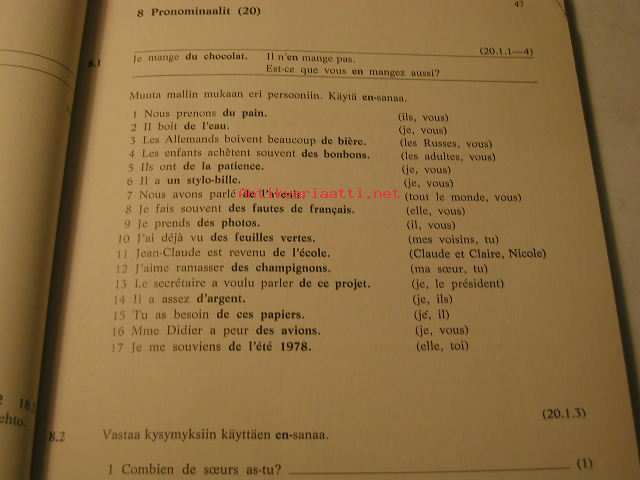 47
8 Pronominaalit (20)
8.1 Je mange du chocolat. Il n'en mange pas. (20.1.1—4)
Est-ce que vous en mangez aussi?
Muuta mallin mukaan eri persooniin. Käytä en-sanaa.
1 Nous prenons du pain. (ils, vous)
2 Il boit de l'eau. (je, vous)
3 Les Allemands boivent beaucoup de bière. (les Russes, vous)
4 Les enfants achètent souvent des bonbons. (les adultes, vous)
5 Ils ont de la patience. (je, vous)
6 Il a un stylo-bille. (je, vous)
Antikvariaatti.net
7 Nous avons parlé de (tout le monde, vous)
8 Je fais souvent des fautes de français. (elle, vous)
9 Je prends des photos. (il, vous)
10 J'ai déjà vu des feuilles vertes. (mes voisins, tu)
11 Jean-Claude est revenu de l'école. (Claude et Claire, Nicole)
12 J'aime ramasser des champignons. (ma sœur, tu)
13 Le secrétaire a voulu parler de ce projet. (je, le président)
14 Il a assez d'argent. (je, ils)
15 Tu as besoin de ces papiers. (je, il)
16 Mme Didier a peur des avions. (je, vous)
17 Je me souviens de l'été 1978. (elle, toi)
(20.1.3)
8.2 Vastaa kysymyksiin käyttäen en-sanaa.
1 Combien de sœurs as-tu? (1)